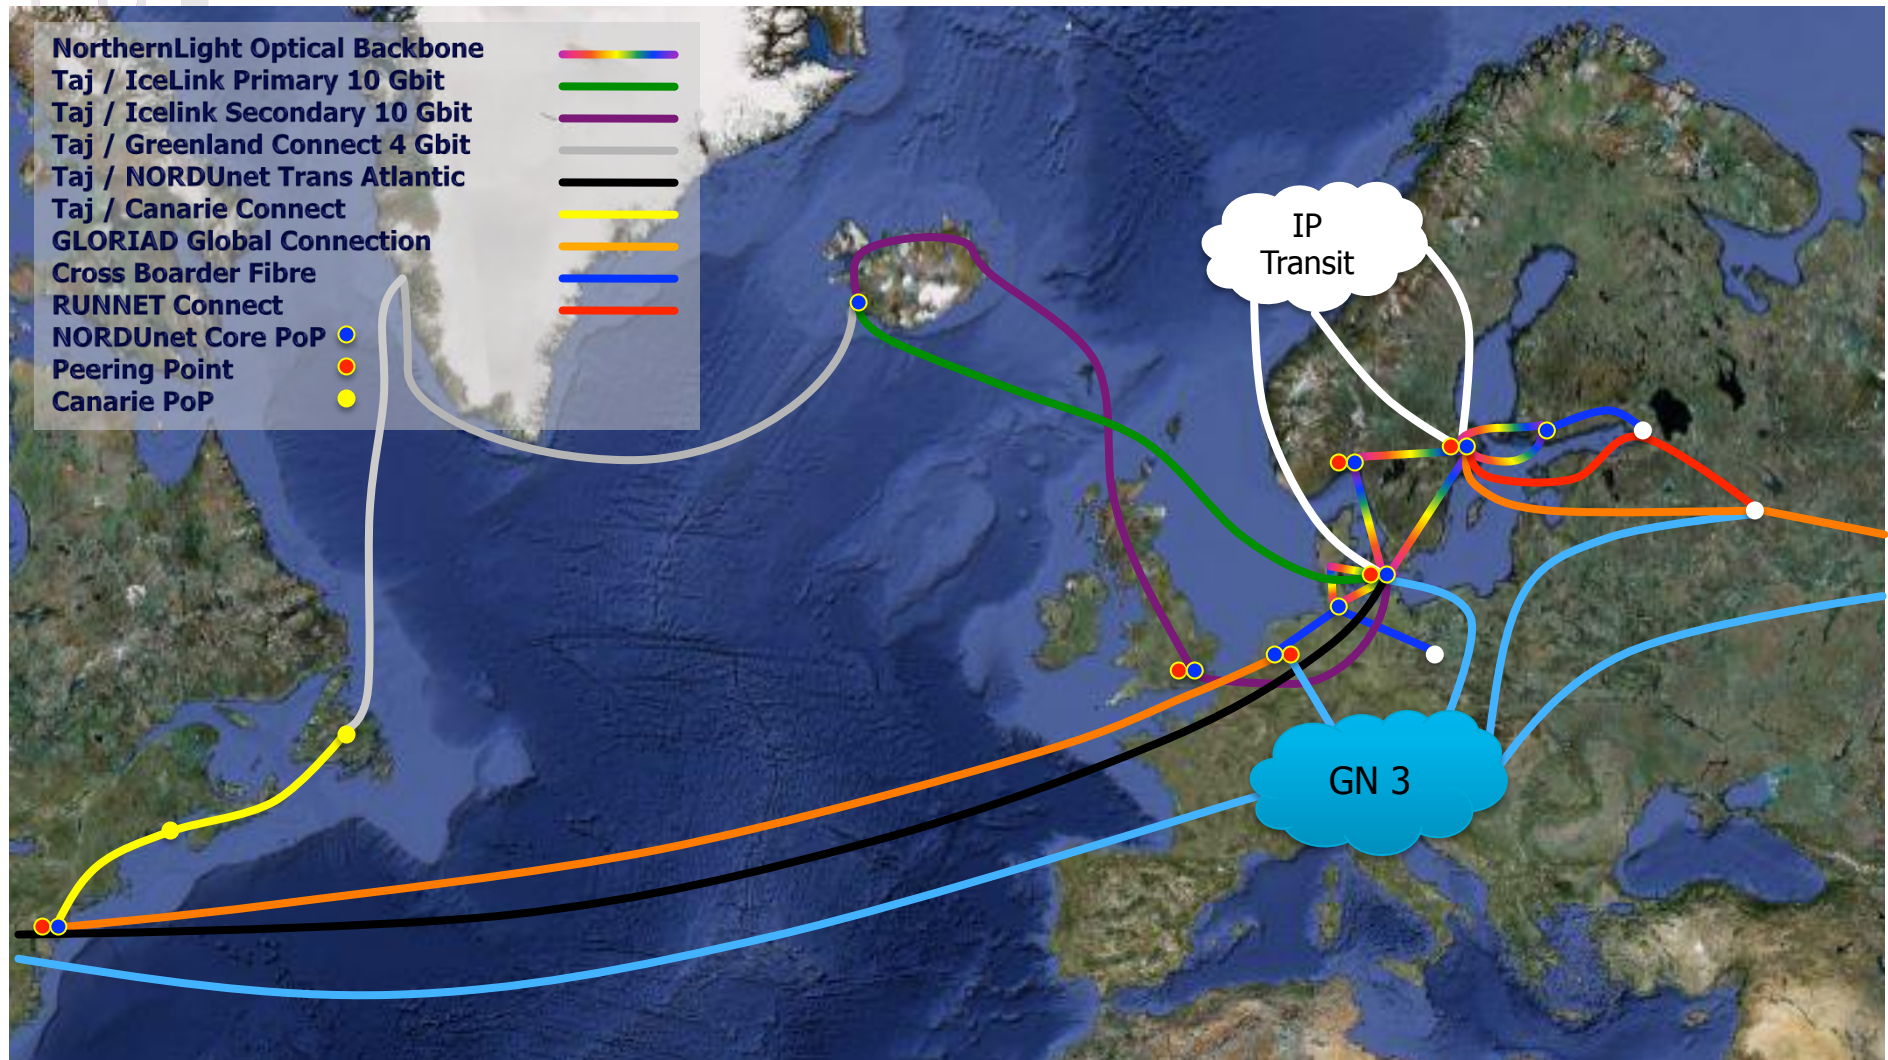 NorthernLight Optical Backbone
Taj / IceLink Primary 10 Gbit
Taj / Icelink Secondary 10 Gbit
Taj / Greenland Connect 4 Gbit
Taj / NORDUnet Trans Atlantic
Taj / Canarie Connect
GLORIAD Global Connection
Cross Boarder Fibre
RUNNET Connect
NORDUnet Core PoP
Peering Point
Canarie PoP
IP
Transit
GN 3